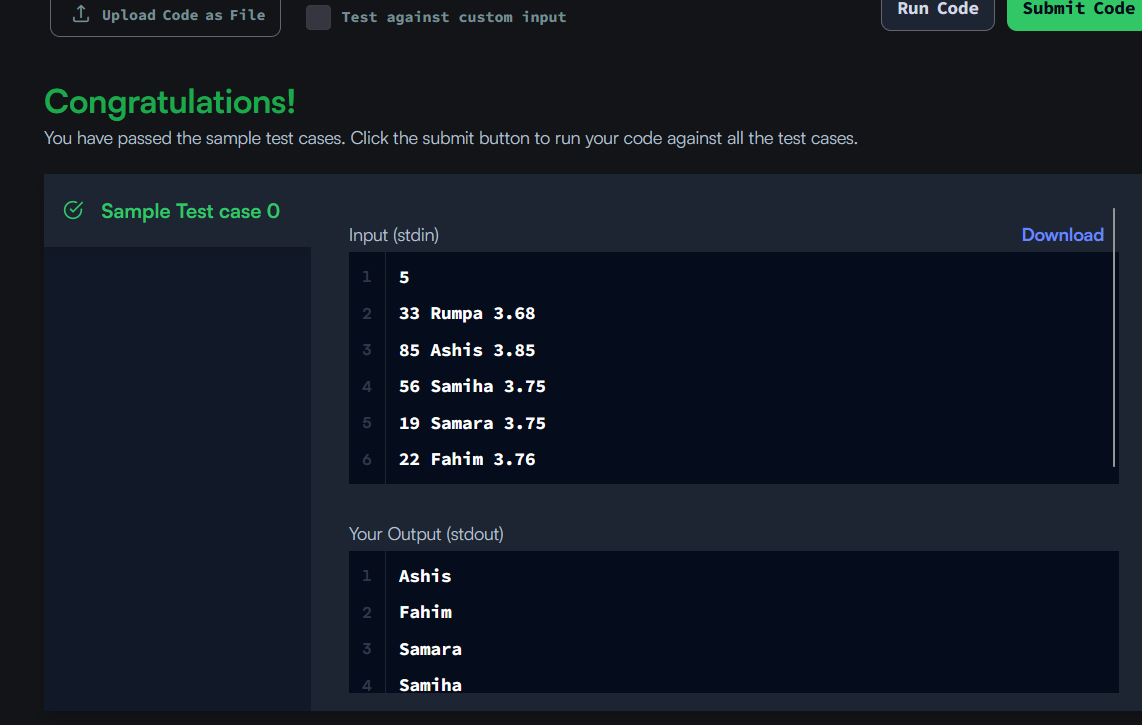 Upload Code as File
Test against custom input
Run Code
Submit Code
Congratulations!
You have passed the sample test cases. Click the submit button to run your code against all the test cases.
Sample Test case 0
Input (stdin)
Download
1 5
2 33 Rumpa 3.68
3 85 Ashis 3.85
4 56 Samiha 3.75
5 19 Samara 3.75
6 22 Fahim 3.76
Your Output (stdout)
1 Ashis
2 Fahim
3 Samara
4 Samiha